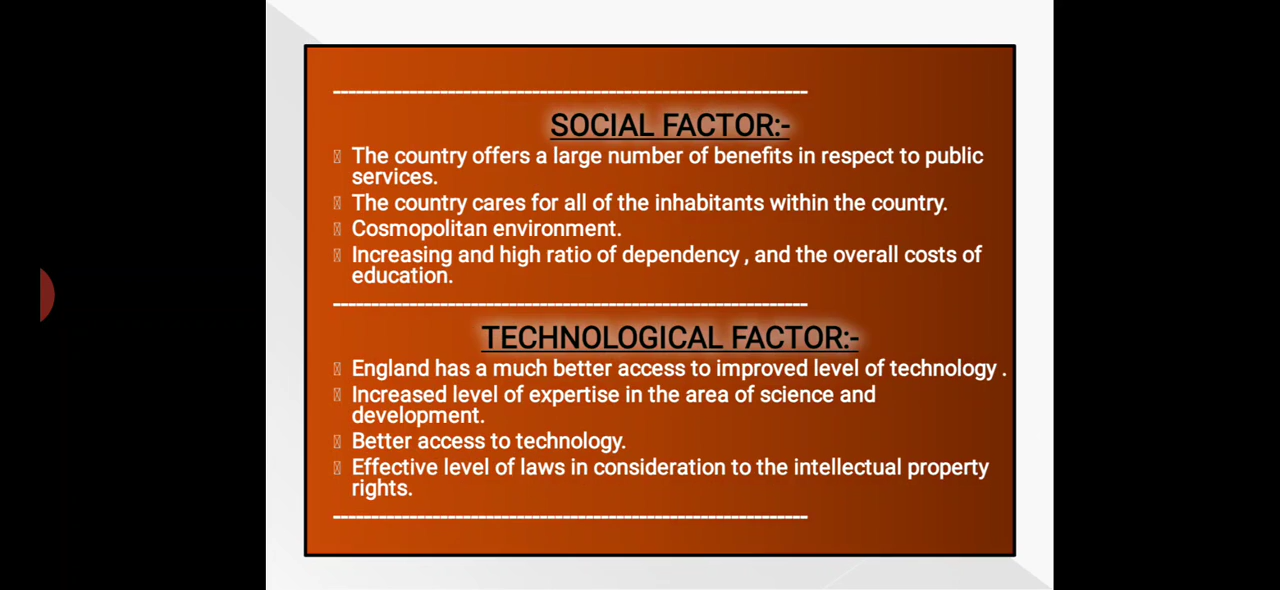 ------------------------------------------------------------
SOCIAL FACTOR:-
The country offers a large number of benefits in respect to public
services.
The country cares for all of the inhabitants within the country.
Cosmopolitan environment.
Increasing and high ratio of dependency , and the overall costs of
education.
------------------------------------------------------------
TECHNOLOGICAL FACTOR:-
England has a much better access to improved level of technology .
Increased level of expertise in the area of science and
development.
Better access to technology.
Effective level of laws in consideration to the intellectual property
rights.
------------------------------------------------------------